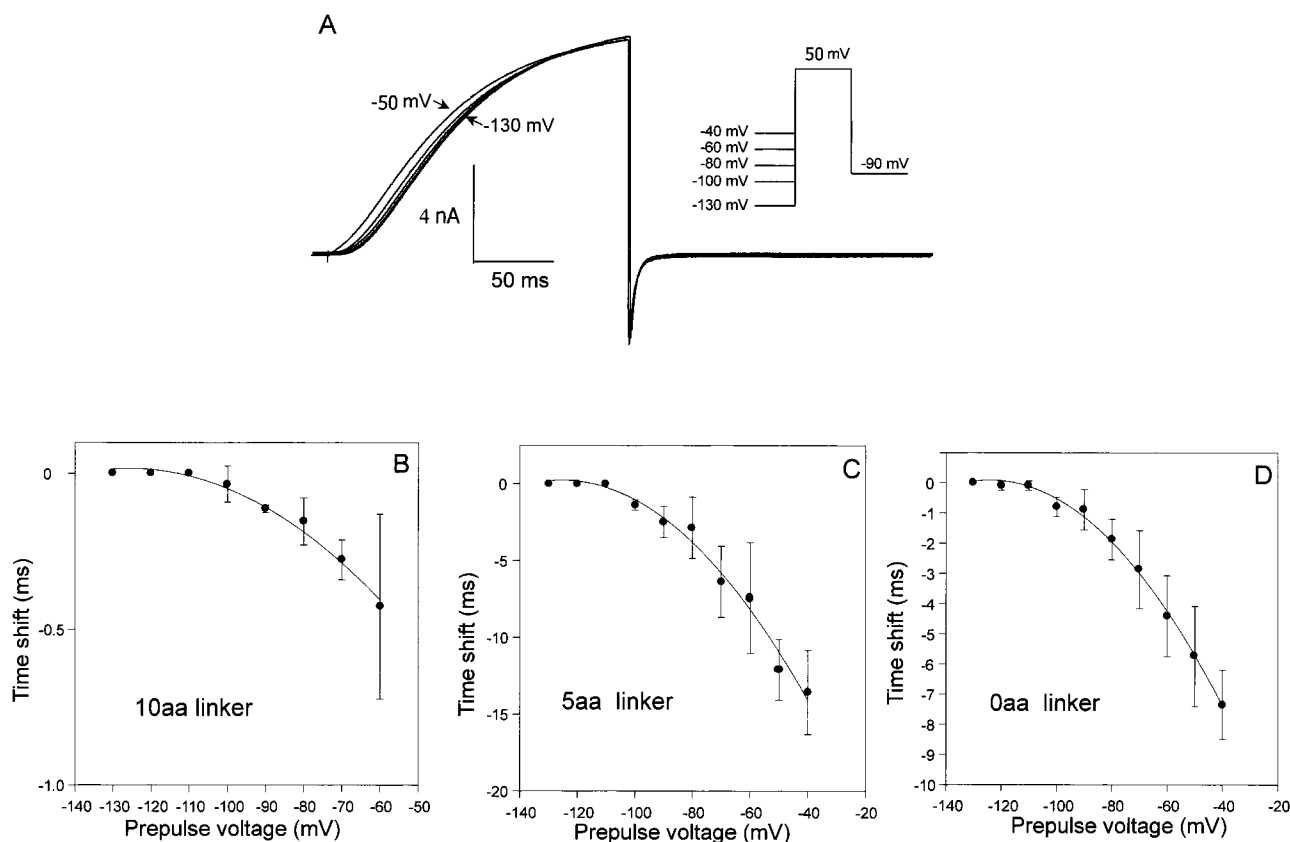 A
-50 mV
-130 mV
4 nA
50 ms
50 mV
-40 mV
-60 mV
-80 mV
-100 mV
-130 mV
-90 mV
B
Time shift (ms)
0
-0.5
-1.0
10aa linker
-140 -130 -120 -110 -100 -90 -80 -70 -60 -50
Prepulse voltage (mV)
C
Time shift (ms)
0
-5
-10
-15
-20
5aa linker
-140 -120 -100 -80 -60 -40 -20
Prepulse voltage (mV)
D
Time shift (ms)
0
-1
-2
-3
-4
-5
-6
-7
-8
-9
-10
0aa linker
-140 -120 -100 -80 -60 -40 -20
Prepulse voltage (mV)